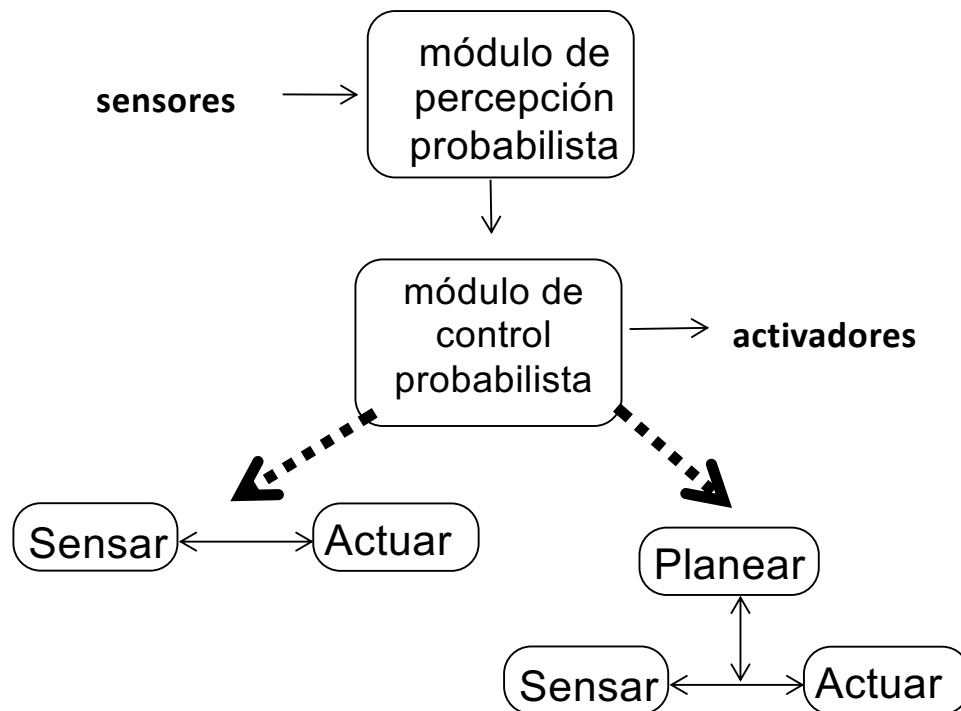 módulo de
percepción
probabilista
sensores
módulo de
control
probabilista
activadores
Sensar
Actuar
Planear
Sensar
Actuar